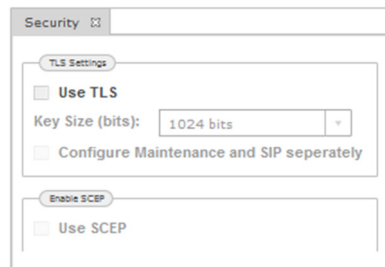 Security
TLS Settings
Use TLS
Key Size (bits): 1024 bits
Configure Maintenance and SIP seperately
Enable SCEP
Use SCEP